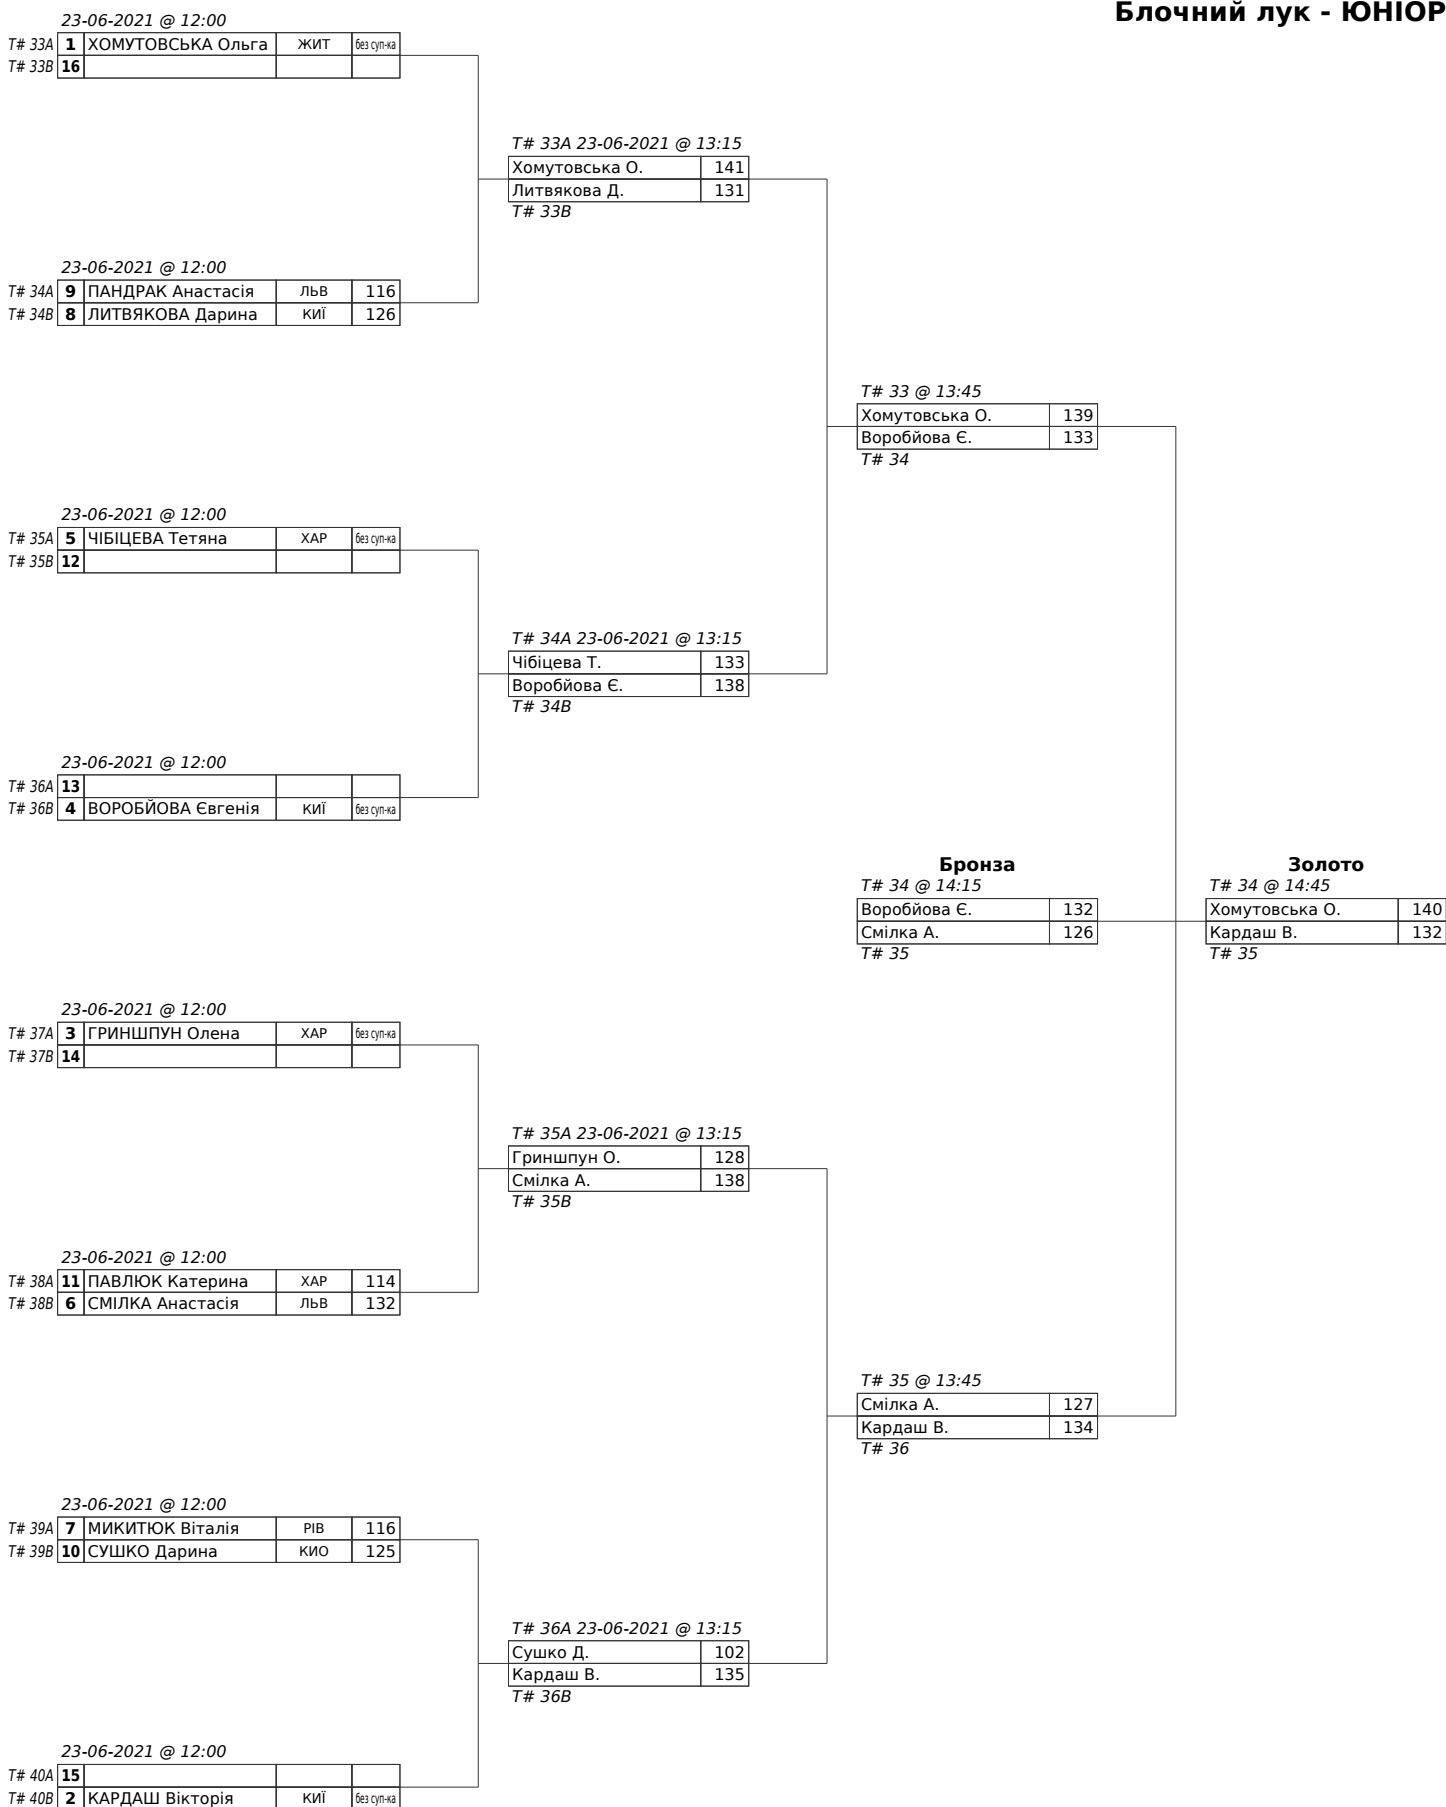 Блочний лук - ЮНІОР
23-06-2021 @ 12:00
T# 33A 1 ХОМУТОВСЬКА Ольга ЖИТ без суп-ка
T# 33B 16
T# 33A 23-06-2021 @ 13:15
Хомутовська О. 141
Литвякова Д. 131
T# 33B
23-06-2021 @ 12:00
T# 34A 9 ПАНДРАК Анастасія ЛЬВ 116
T# 34B 8 ЛИТВЯКОВА Дарина КИЇ 126
T# 33 @ 13:45
Хомутовська О. 139
Воробйова Є. 133
T# 34
23-06-2021 @ 12:00
T# 35A 5 ЧІБІЦЕВА Тетяна ХАР без суп-ка
T# 35B 12
T# 34A 23-06-2021 @ 13:15
Чібіцева Т. 133
Воробйова Є. 138
T# 34B
23-06-2021 @ 12:00
T# 36A 13
T# 36B 4 ВОРОБЙОВА Євгенія КИЇ без суп-ка
Бронза Золото
T# 34 @ 14:15 T# 34 @ 14:45
Воробйова Є. 132 Хомутовська О. 140
Смілка А. 126 Кардаш В. 132
T# 35 T# 35
23-06-2021 @ 12:00
T# 37A 3 ГРИНШПУН Олена ХАР без суп-ка
T# 37B 14
T# 35A 23-06-2021 @ 13:15
Гриншпун О. 128
Смілка А. 138
T# 35B
23-06-2021 @ 12:00
T# 38A 11 ПАВЛЮК Катерина ХАР 114
T# 38B 6 СМІЛКА Анастасія ЛЬВ 132
T# 35 @ 13:45
Смілка А. 127
Кардаш В. 134
T# 36
23-06-2021 @ 12:00
T# 39A 7 МИКИТЮК Віталія РІВ 116
T# 39B 10 СУШКО Дарина КИО 125
T# 36A 23-06-2021 @ 13:15
Сушко Д. 102
Кардаш В. 135
T# 36B
23-06-2021 @ 12:00
T# 40A 15
T# 40B 2 КАРДАШ Вікторія КИЇ без суп-ка